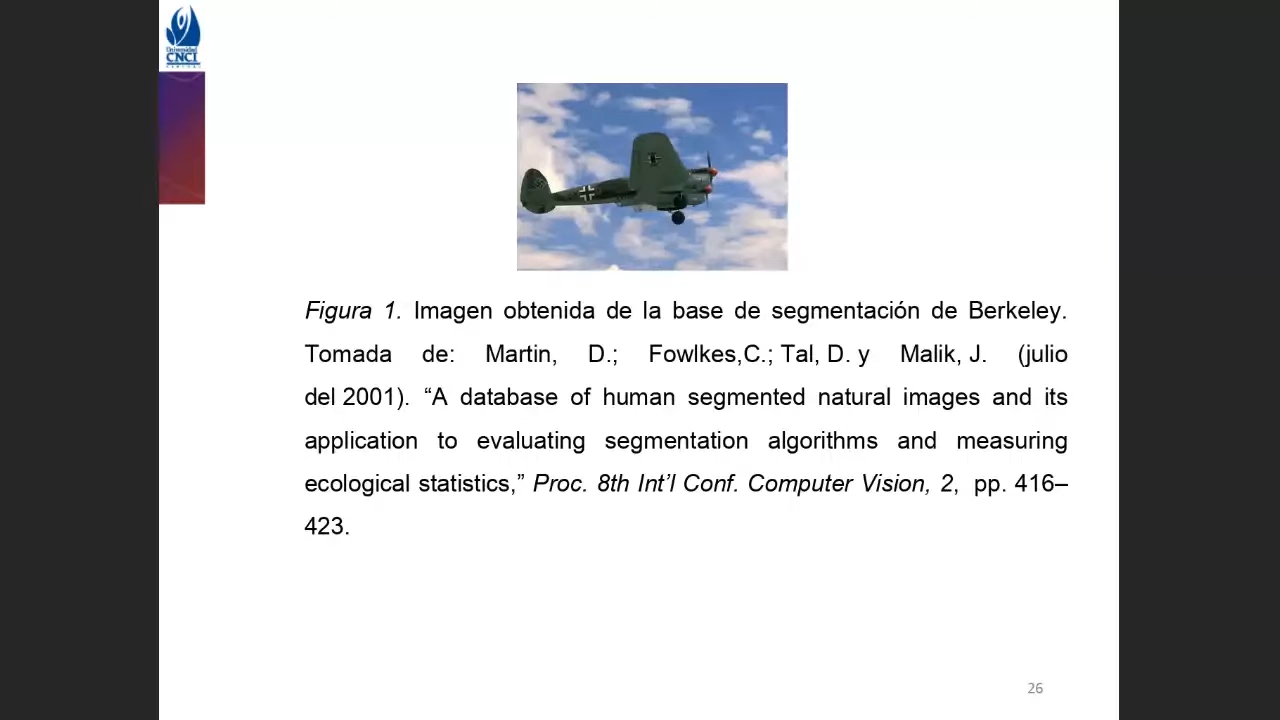 Universidad
CNCI
VIRTUAL
Figura 1. Imagen obtenida de la base de segmentación de Berkeley.
Tomada de: Martin, D.; Fowlkes,C.; Tal, D. y Malik, J. (julio
del 2001). “A database of human segmented natural images and its
application to evaluating segmentation algorithms and measuring
ecological statistics,” Proc. 8th Int’l Conf. Computer Vision, 2, pp. 416–
423.
26